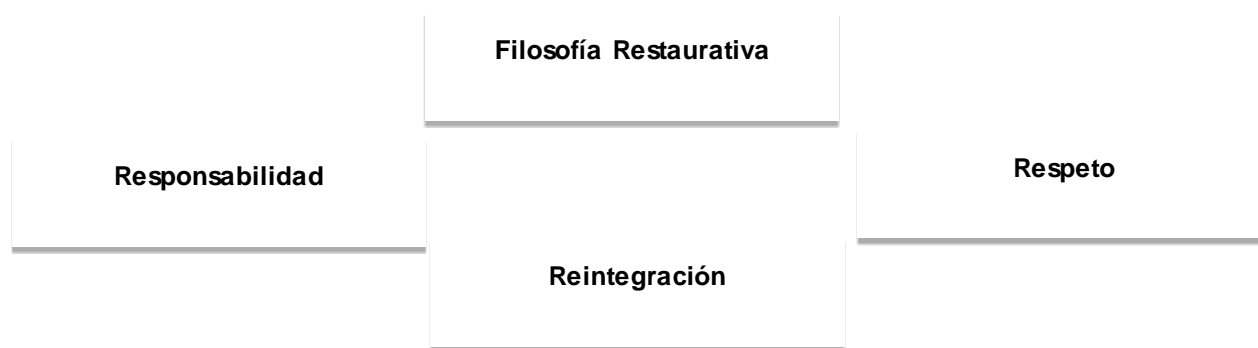 Filosofía Restaurativa
Responsabilidad
Respeto
Reintegración